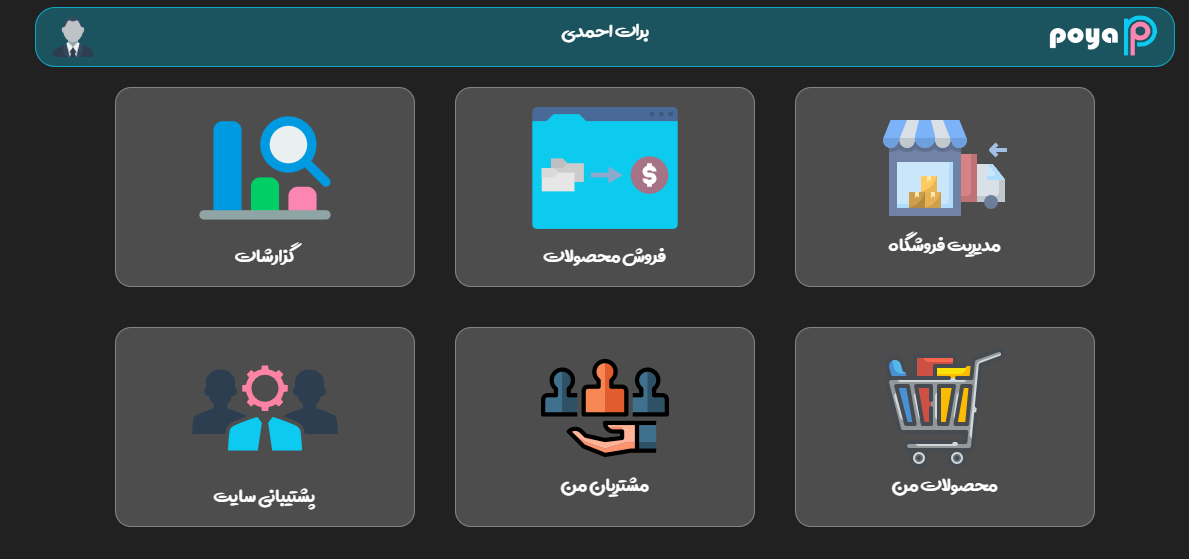 poya
برات احمدی
مدیریت فروشگاه
فروش محصولات
گزارشات
محصولات من
مشتریان من
پشتیبانی سایت